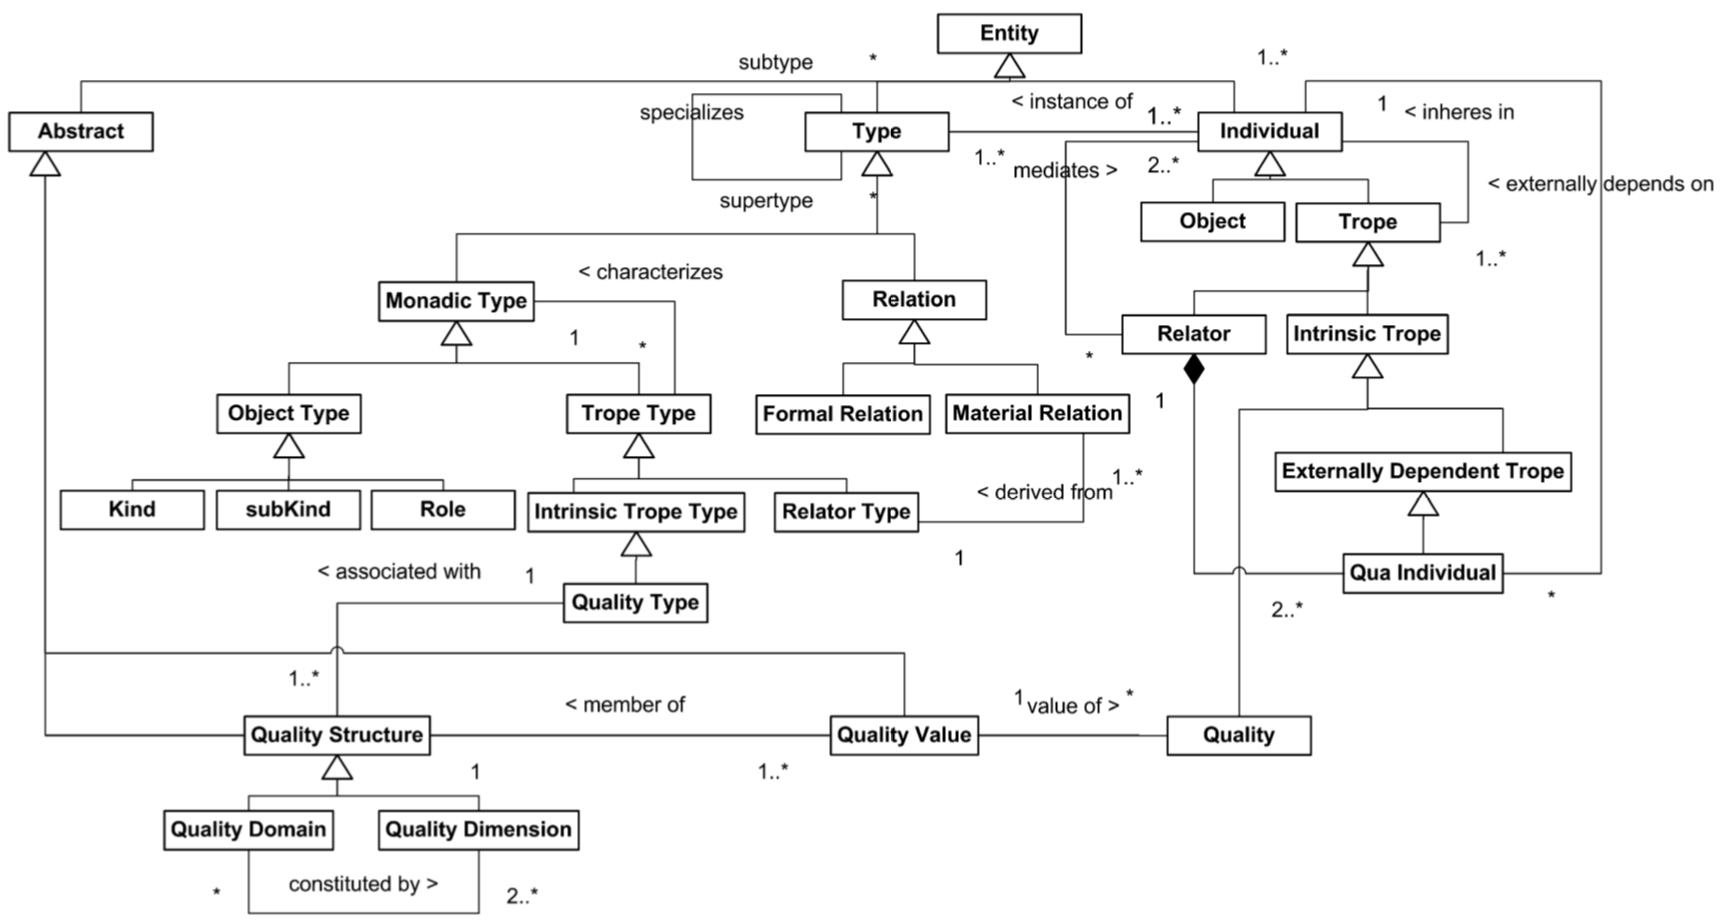 Entity
subtype
*
1..*
specializes
< instance of
1
< inheres in
Abstract
Type
1..*
Individual
1..*
mediates >
2..*
< externally depends on
supertype
*
Object
Trope
1..*
< characterizes
Monadic Type
Relation
1
*
Relator
Intrinsic Trope
*
1
Object Type
Trope Type
Formal Relation
Material Relation
Externally Dependent Trope
1..*
< derived from
Kind
subKind
Role
Intrinsic Trope Type
Relator Type
1
< associated with
1
Qua Individual
Quality Type
2..*
*
1..*
< member of
1
value of >
*
Quality Structure
Quality Value
Quality
1
1..*
Quality Domain
Quality Dimension
*
constituted by >
2..*